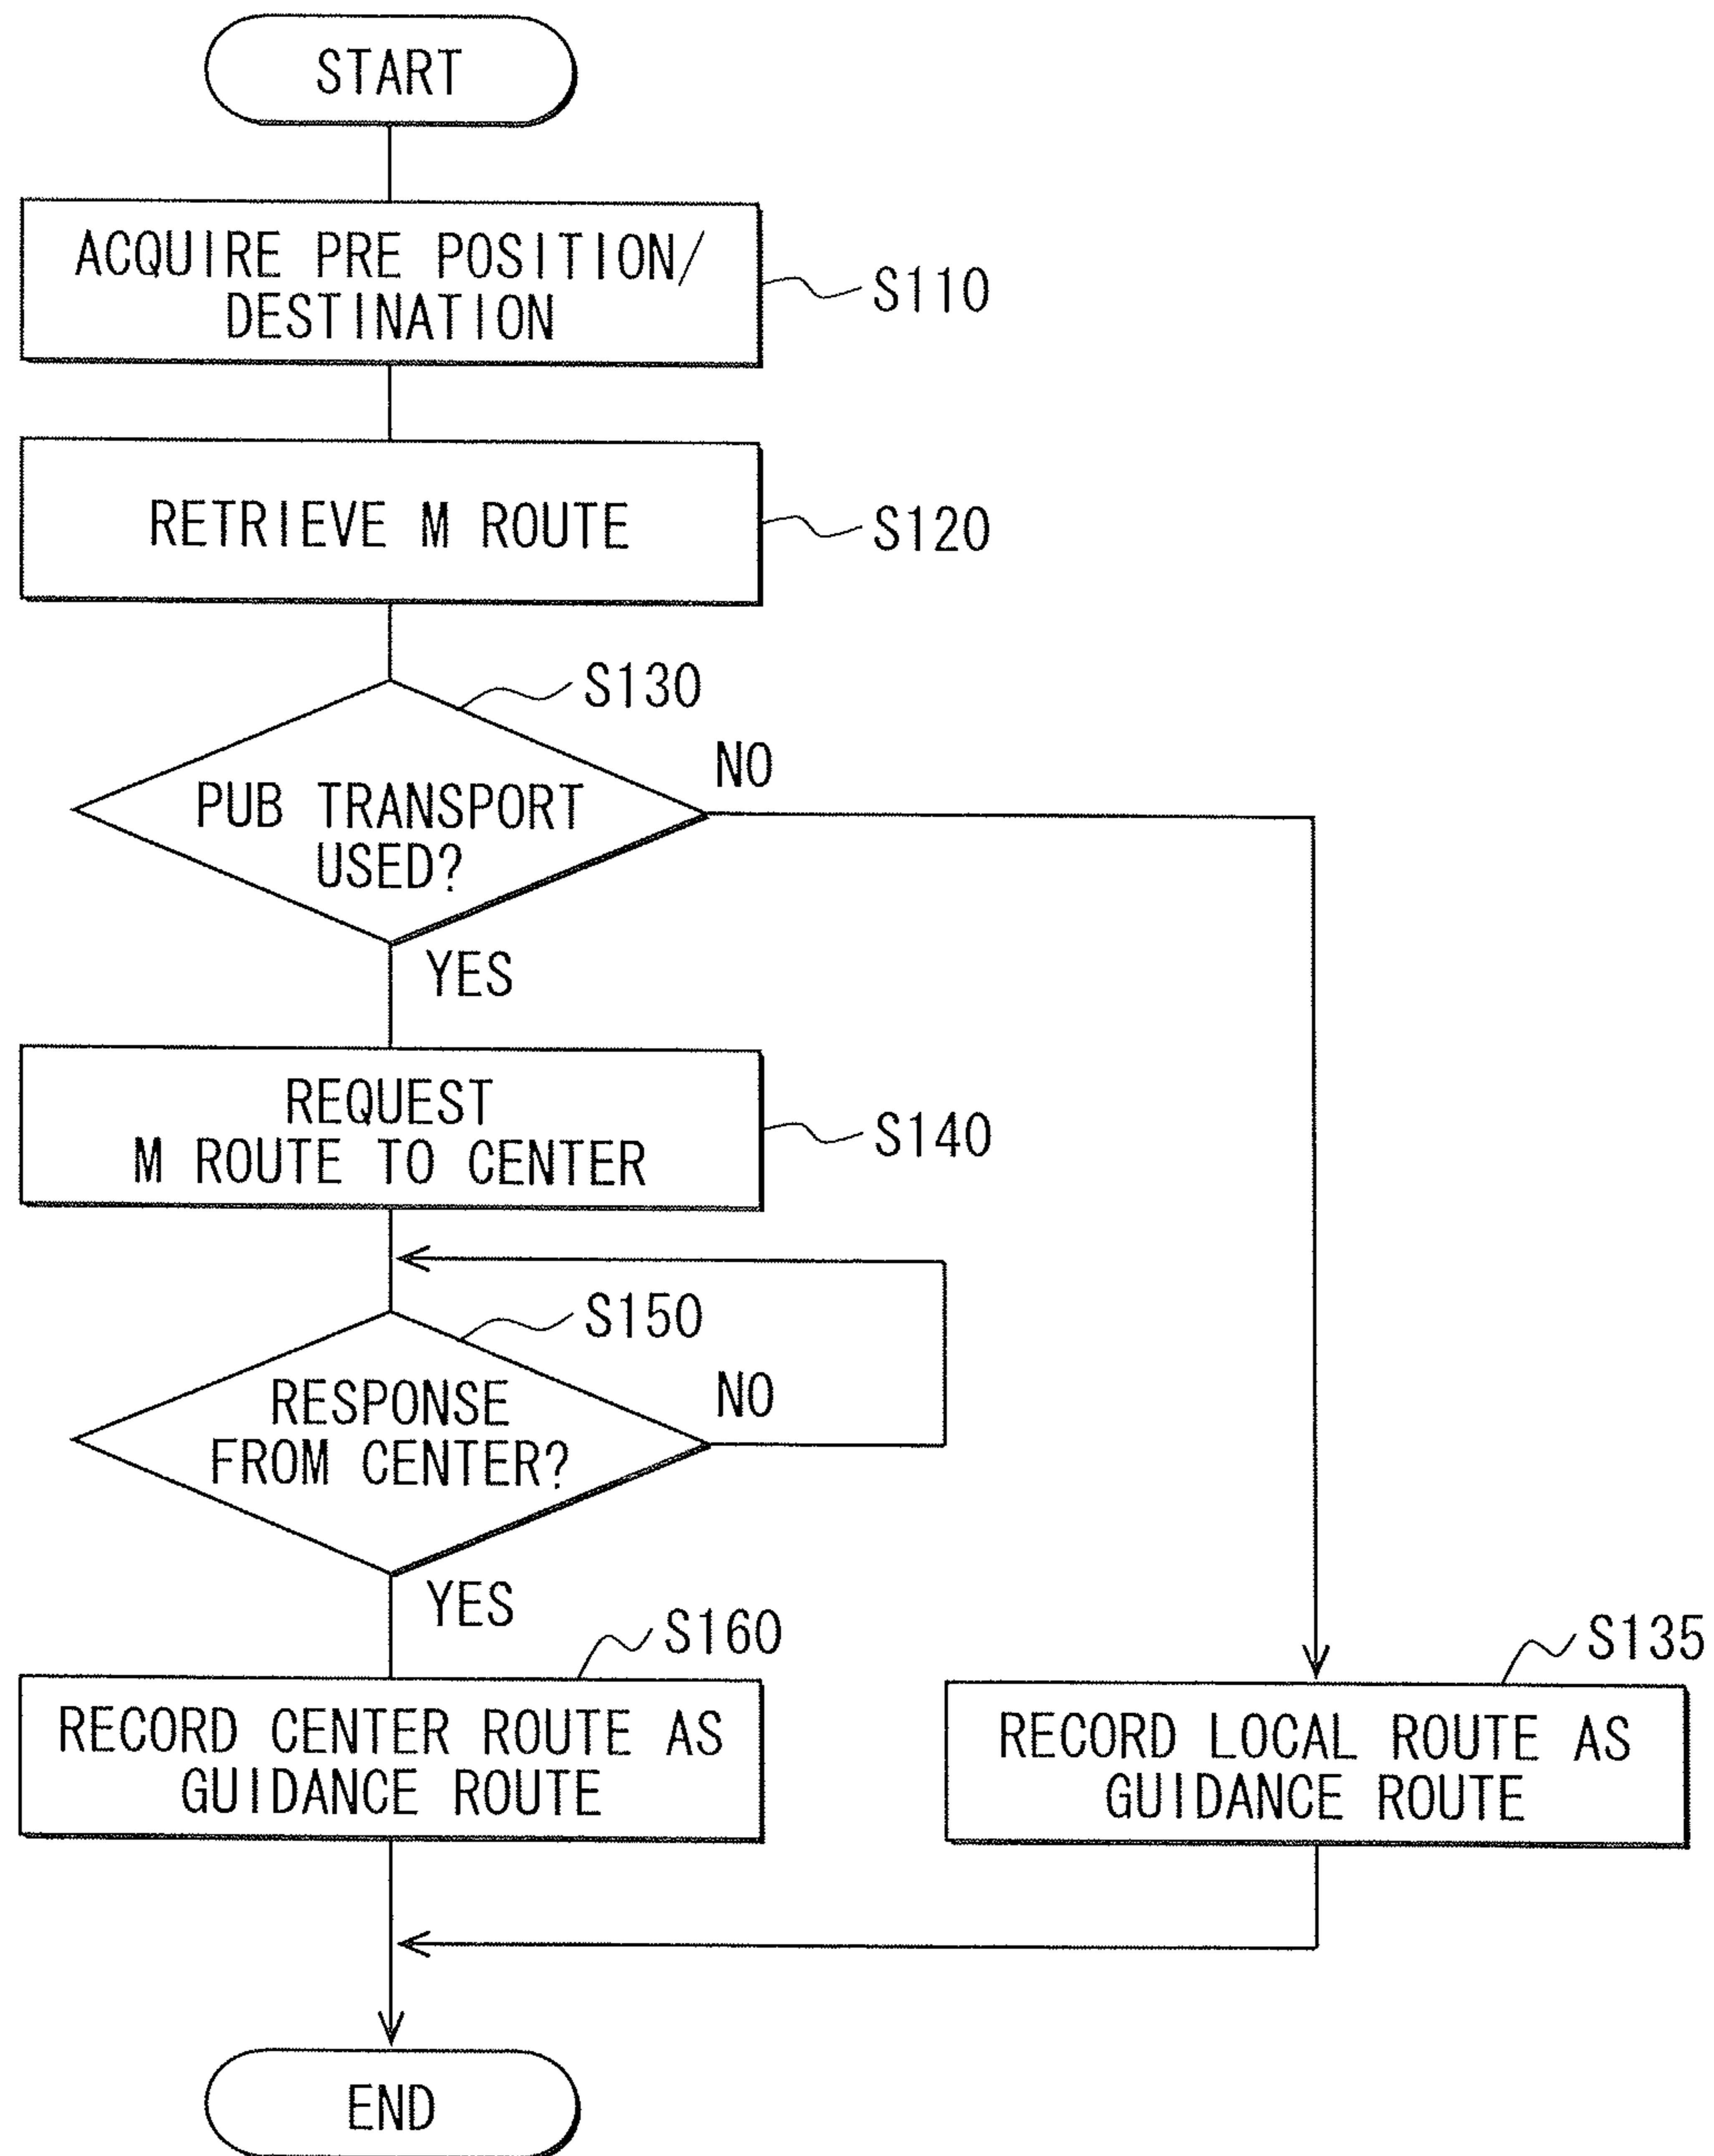 START
ACQUIRE PRE POSITION/
DESTINATION
S110
RETRIEVE M ROUTE
S120
S130
PUB TRANSPORT
USED?
NO
YES
REQUEST
M ROUTE TO CENTER
S140
S150
RESPONSE
FROM CENTER?
NO
YES
S160
RECORD CENTER ROUTE AS
GUIDANCE ROUTE
S135
RECORD LOCAL ROUTE AS
GUIDANCE ROUTE
END